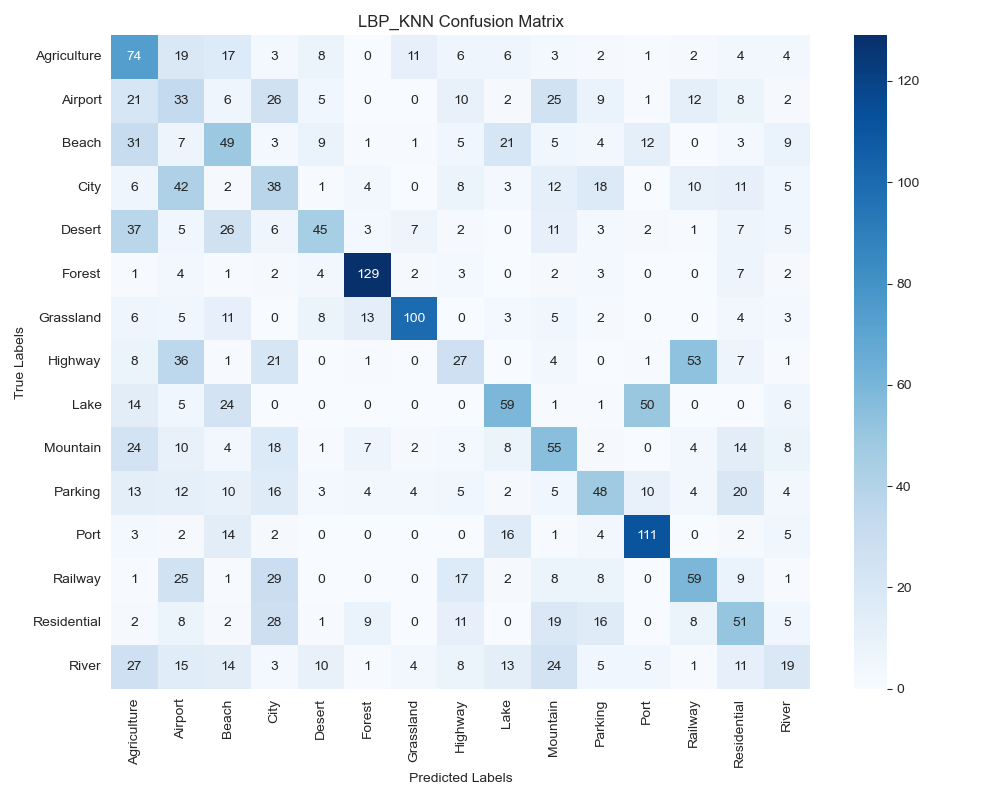 LBP_KNN Confusion Matrix
Agriculture 74 19 17 3 8 0 11 6 6 3 2 1 2 4 4
Airport 21 33 6 26 5 0 0 10 2 25 9 1 12 8 2
Beach 31 7 49 3 9 1 1 5 21 5 4 12 0 3 9
City 6 42 2 38 1 4 0 8 3 12 18 0 10 11 5
Desert 37 5 26 6 45 3 7 2 0 11 3 2 1 7 5
Forest 1 4 1 2 4 129 2 3 0 2 3 0 0 7 2
Grassland 6 5 11 0 8 13 100 0 3 5 2 0 0 4 3
Highway 8 36 1 21 0 1 0 27 0 4 0 1 53 7 1
Lake 14 5 24 0 0 0 0 0 59 1 1 50 0 0 6
Mountain 24 10 4 18 1 7 2 3 8 55 2 0 4 14 8
Parking 13 12 10 16 3 4 4 5 2 5 48 10 4 20 4
Port 3 2 14 2 0 0 0 0 16 1 4 111 0 2 5
Railway 1 25 1 29 0 0 0 17 2 8 8 0 59 9 1
Residential 2 8 2 28 1 9 0 11 0 19 16 0 8 51 5
River 27 15 14 3 10 1 4 8 13 24 5 5 1 11 19
True Labels
Agriculture Airport Beach City Desert Forest Grassland Highway Lake Mountain Parking Port Railway Residential River
Predicted Labels
120
100
80
60
40
20
0